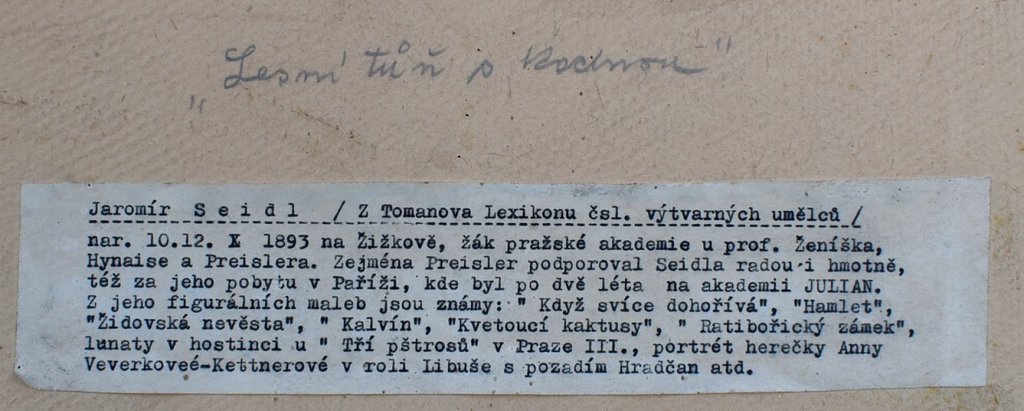 „Lesní tůň s kadnou"
Jaromír S e i d l / Z Tomanova Lexikonu čsl. výtvarných umělců /
nar. 10.12. X 1893 na Žižkově, žák pražské akademie u prof. Ženíška,
Hynaise a Preislera. Zejména Preisler podporoval Seidla radou i hmotně,
též za jeho pobytu v Paříži, kde byl po dvě léta na akademii JULIAN.
Z jeho figurálních maleb jsou známy: " Když svíce dohořívá", "Hamlet",
"Židovská nevěsta", " Kalvín", "Kvetoucí kaktusy", " Ratibořický zámek",
lunaty v hostinci u " Tří pštrosů" v Praze III., portrét herečky Anny
Veverkoveé-Kettnerové v roli Libuše s pozadím Hradčan atd.